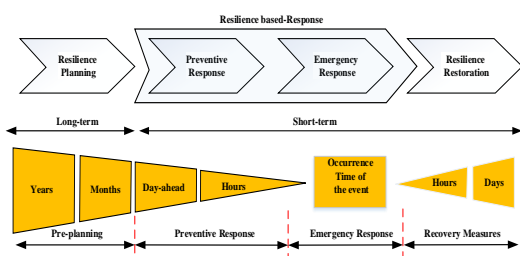 Resilience based-Response
Resilience
Planning
Preventive
Response
Emergency
Response
Resilience
Restoration
Long-term
Short-term
Years
Months
Day-ahead
Hours
Occurrence
Time of
the event
Hours
Days
Pre-planning
Preventive Response
Emergency Response
Recovery Measures